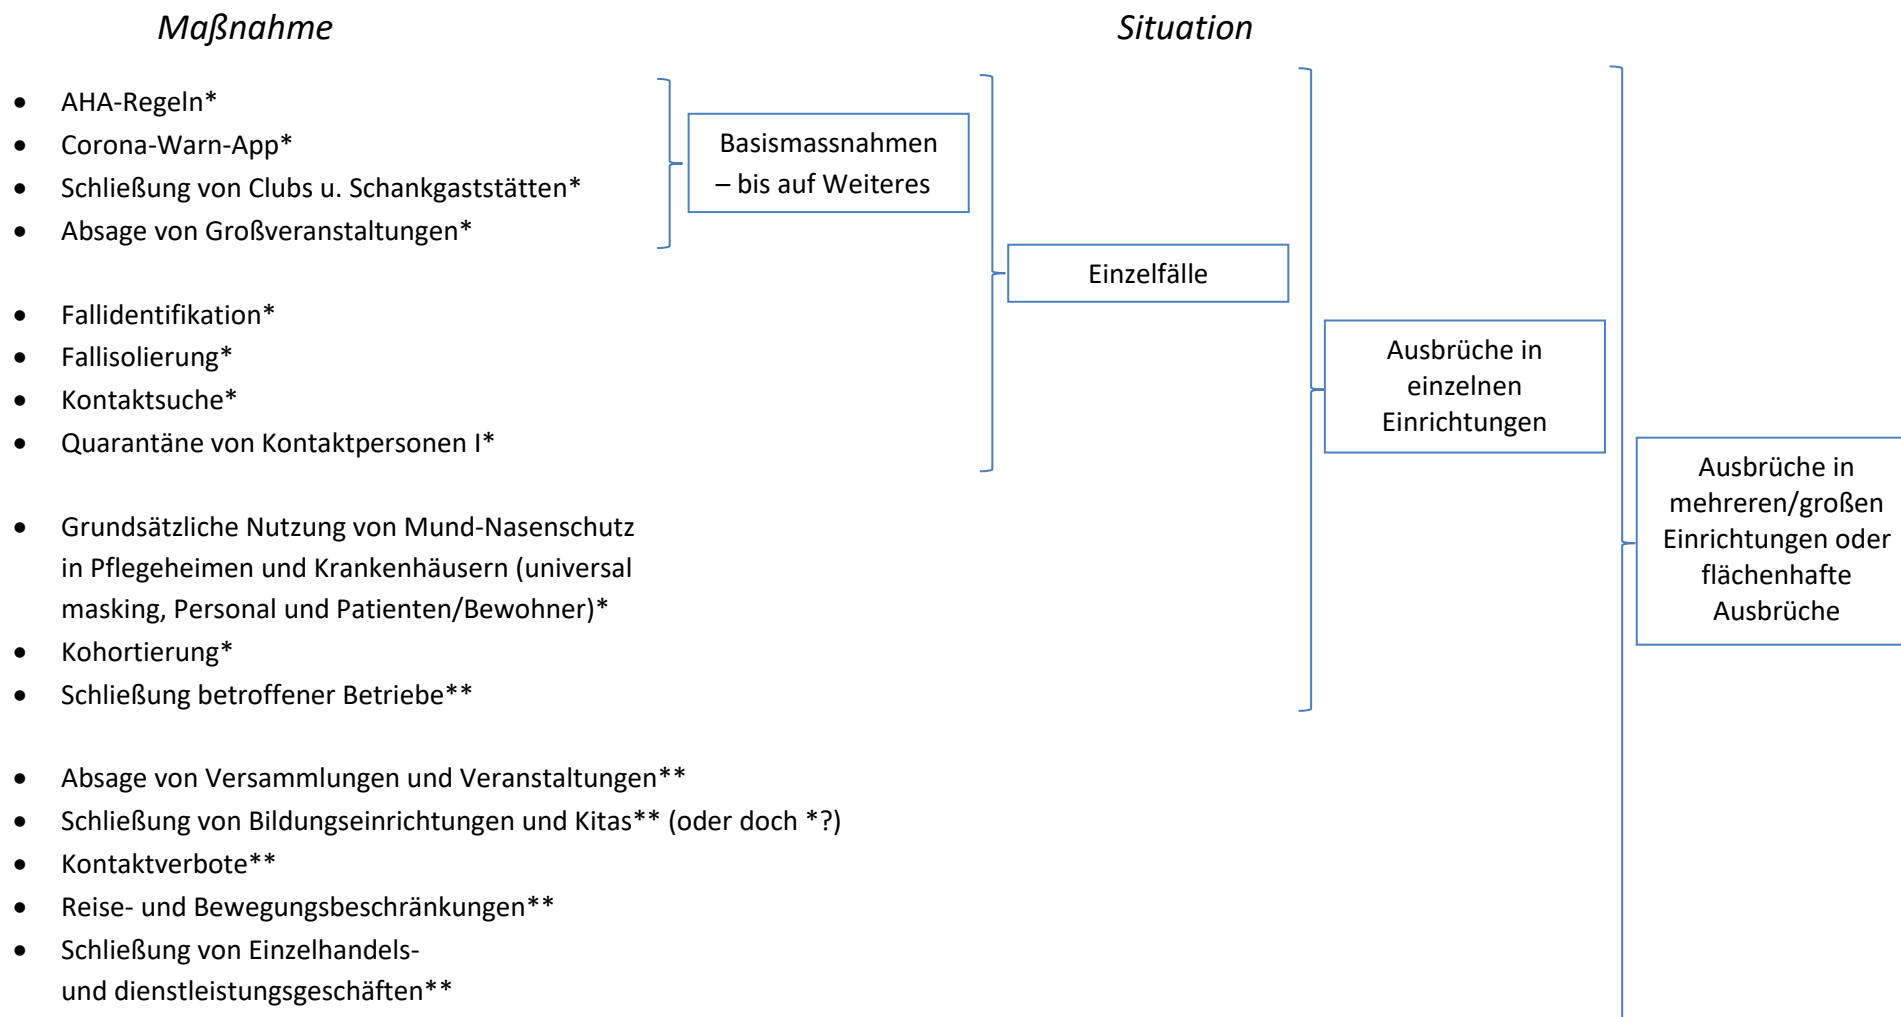 Maßnahme
Situation
• AHA-Regeln*
• Corona-Warn-App*
• Schließung von Clubs u. Schankgaststätten*
• Absage von Großveranstaltungen*
Basismassnahmen
– bis auf Weiteres
Einzelfälle
• Fallidentifikation*
• Fallisolierung*
• Kontaktsuche*
• Quarantäne von Kontaktpersonen I*
Ausbrüche in
einzelnen
Einrichtungen
• Grundsätzliche Nutzung von Mund-Nasenschutz
in Pflegeheimen und Krankenhäusern (universal
masking, Personal und Patienten/Bewohner)*
• Kohortierung*
• Schließung betroffener Betriebe**
Ausbrüche in
mehreren/großen
Einrichtungen oder
flächenhafte
Ausbrüche
• Absage von Versammlungen und Veranstaltungen**
• Schließung von Bildungseinrichtungen und Kitas** (oder doch *?)
• Kontaktverbote**
• Reise- und Bewegungsbeschränkungen**
• Schließung von Einzelhandels-
und dienstleistungsgeschäften**